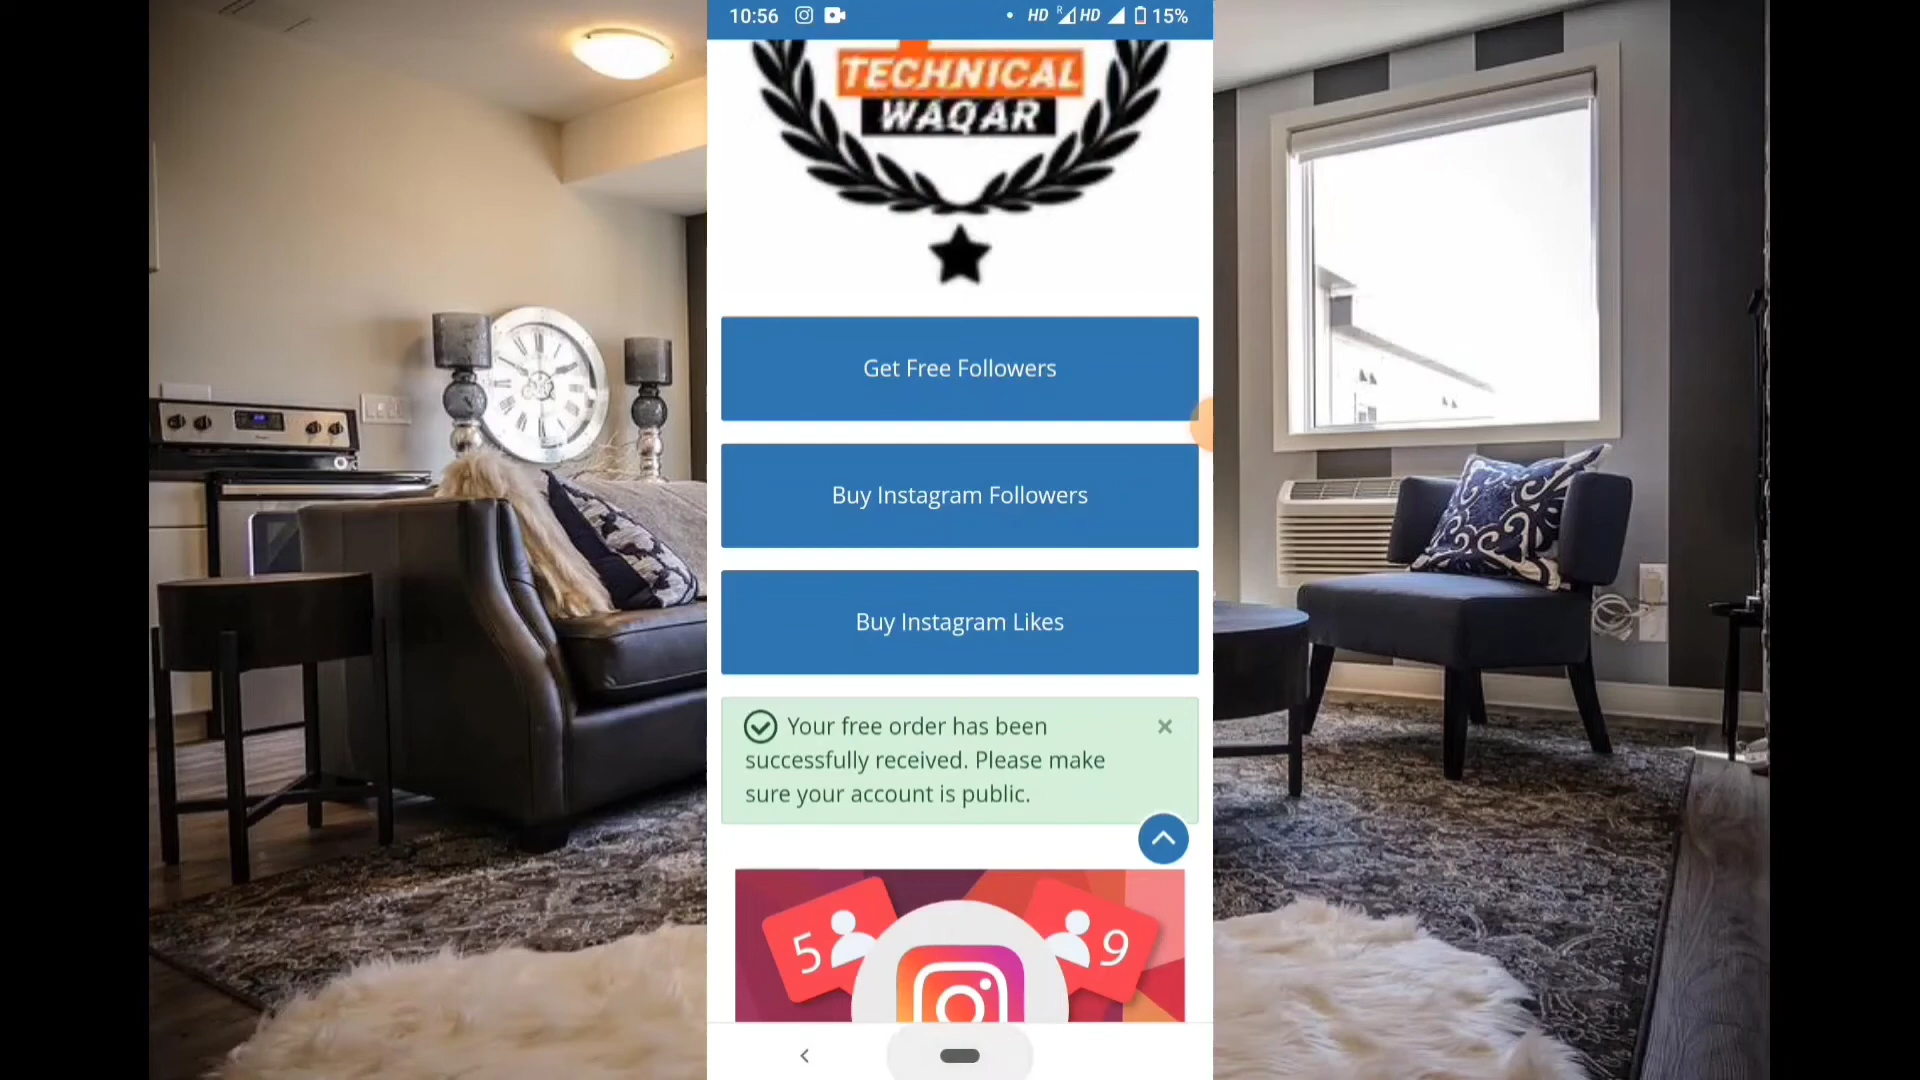 10:56 HD R HD 15%
TECHNICAL
WAQAR
Get Free Followers
Buy Instagram Followers
Buy Instagram Likes
Your free order has been
successfully received. Please make
sure your account is public.
5 9